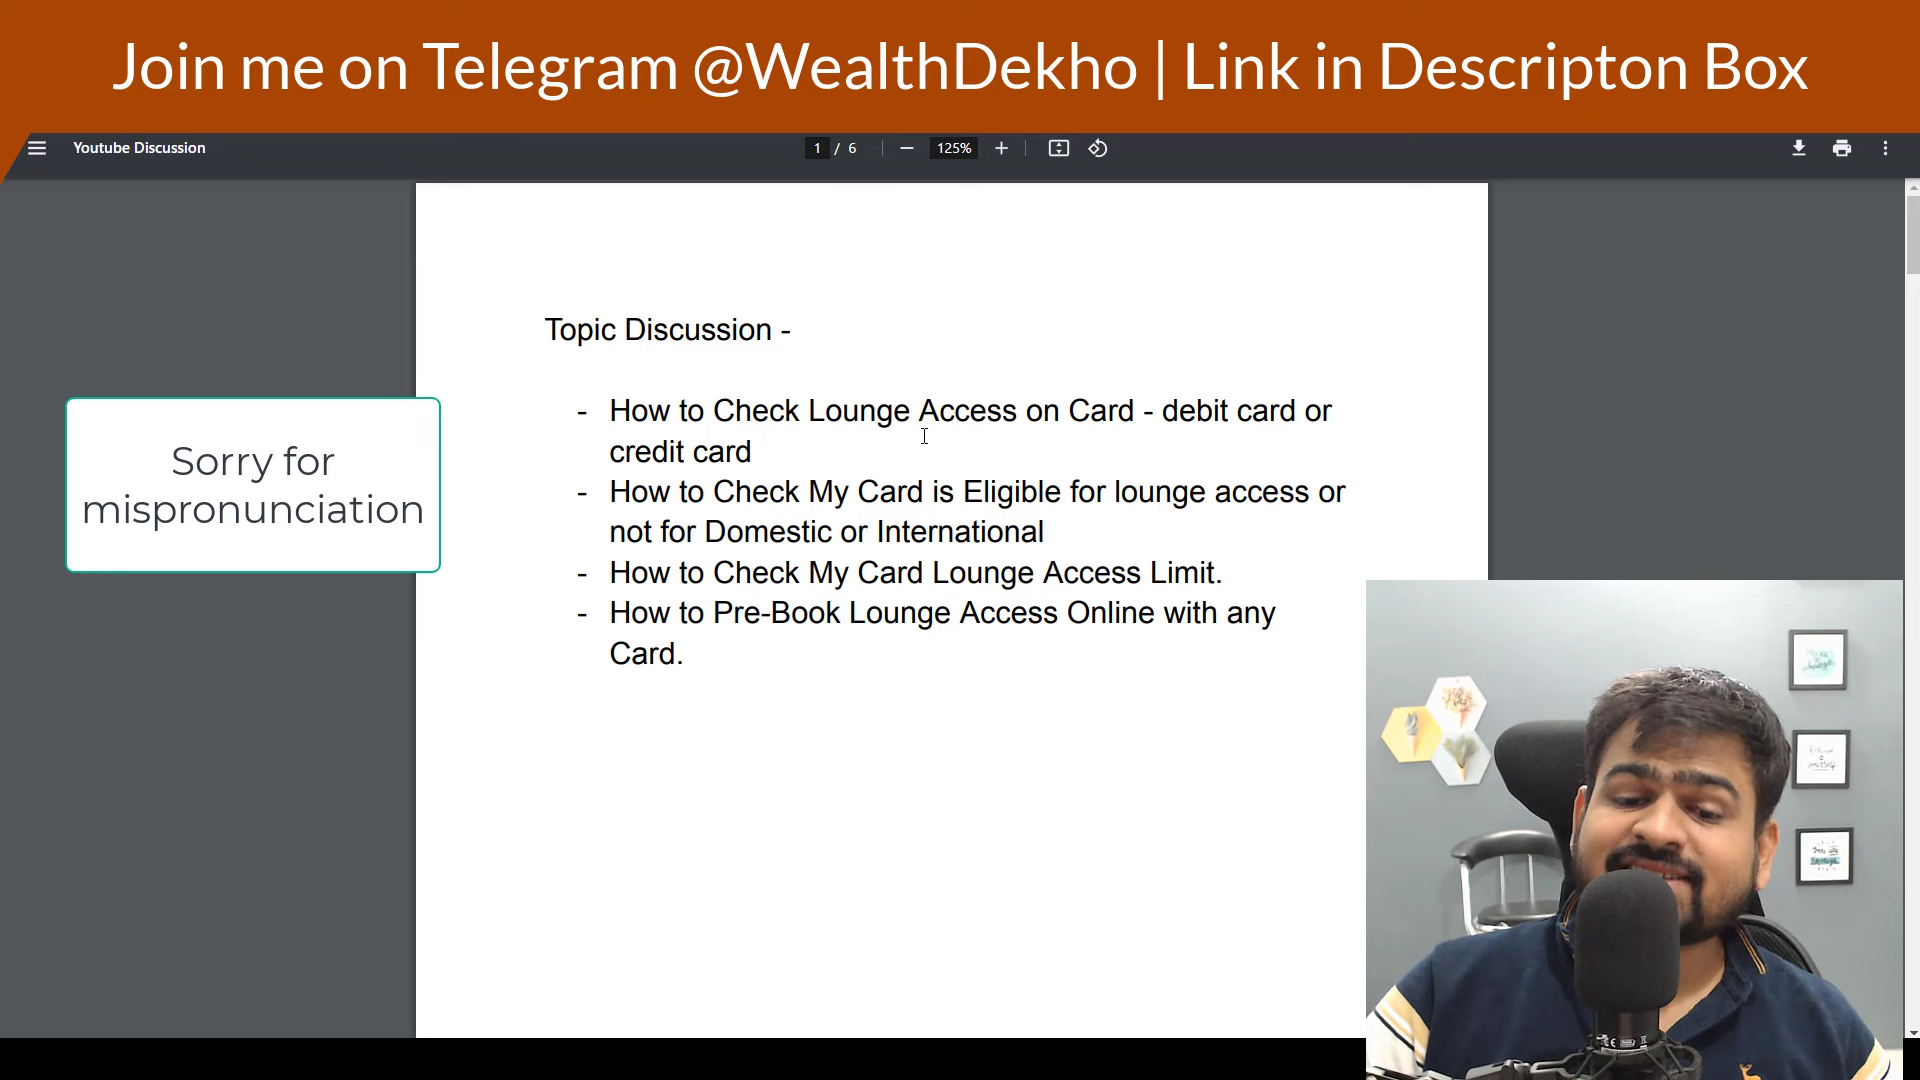 Join me on Telegram @WealthDekho | Link in Descripton Box
Youtube Discussion
1 / 6
125%
Topic Discussion -
- How to Check Lounge Access on Card - debit card or
credit card
- How to Check My Card is Eligible for lounge access or
not for Domestic or International
- How to Check My Card Lounge Access Limit.
- How to Pre-Book Lounge Access Online with any
Card.
Sorry for
mispronunciation